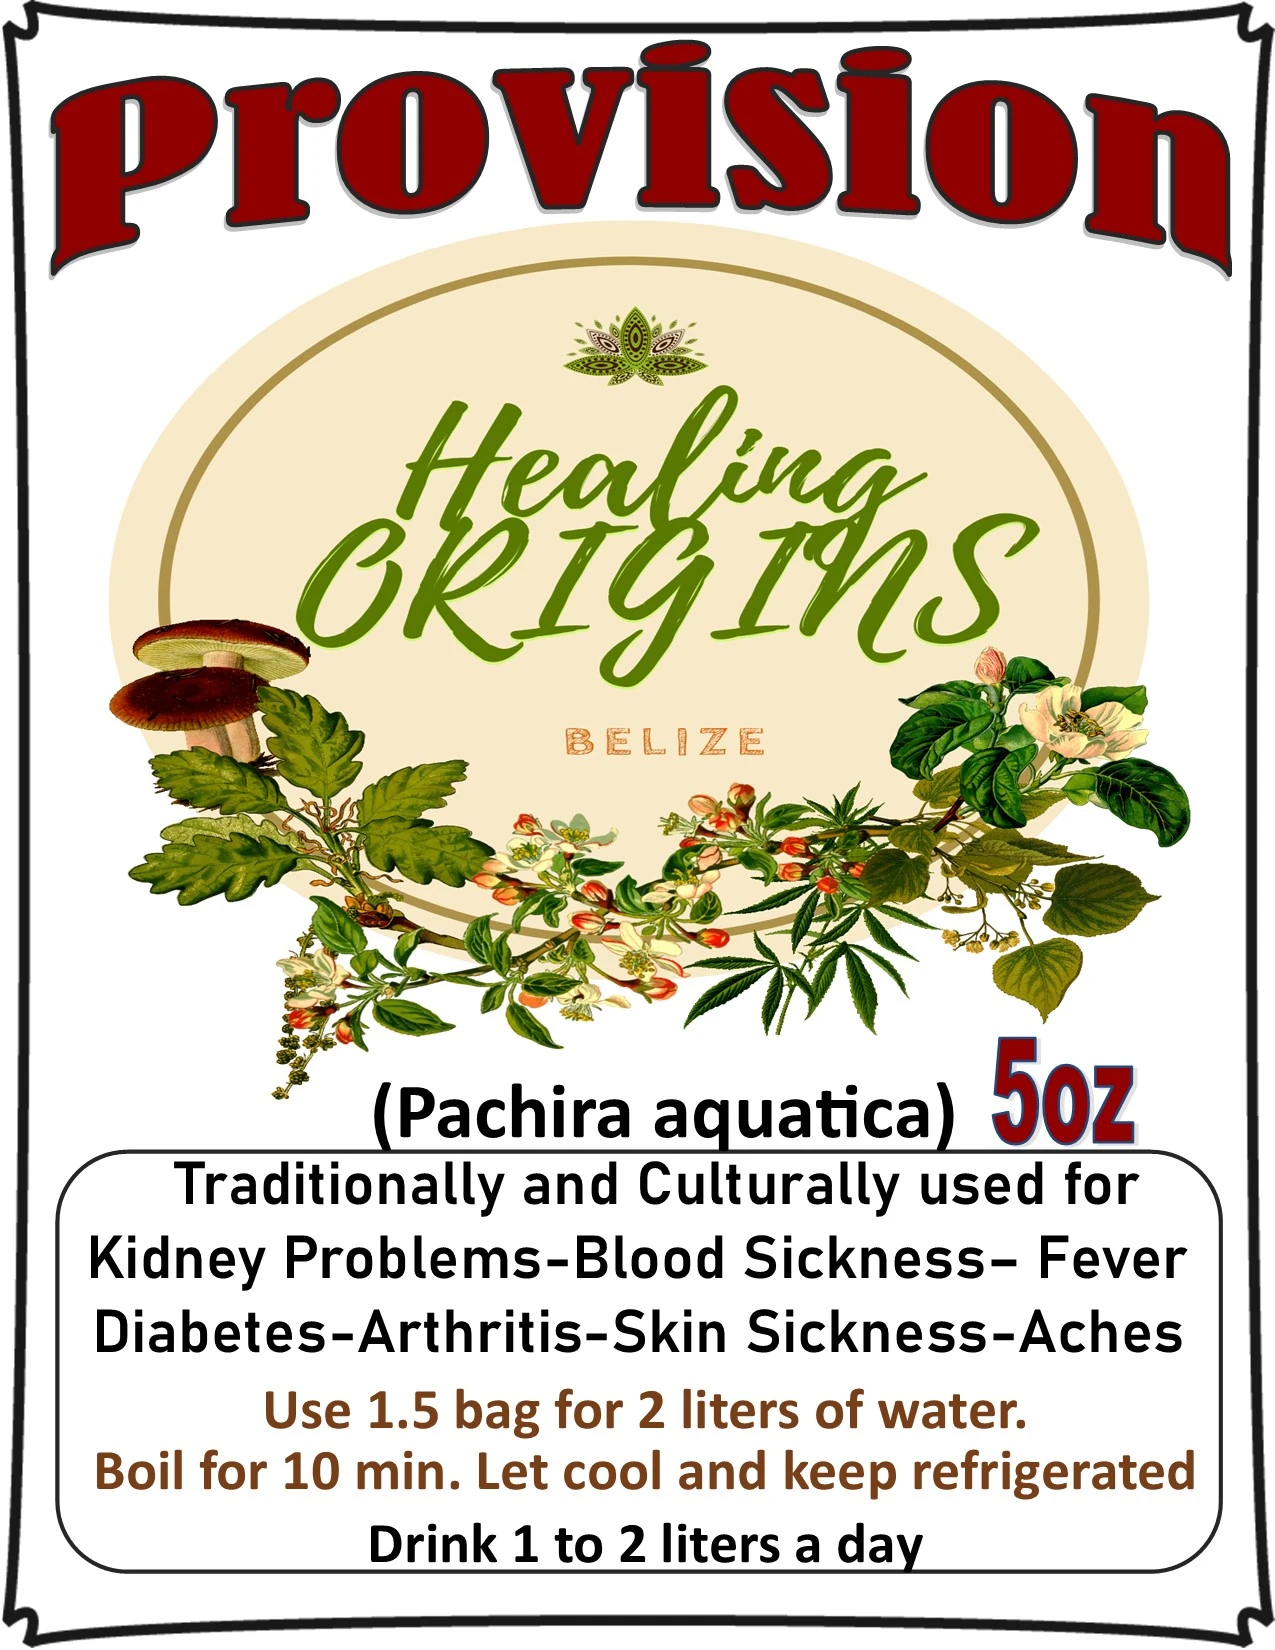 Provision
Healing
ORIGINS
BELIZE
(Pachira aquatica) 5oz
Traditionally and Culturally used for
Kidney Problems-Blood Sickness– Fever
Diabetes-Arthritis-Skin Sickness-Aches
Use 1.5 bag for 2 liters of water.
Boil for 10 min. Let cool and keep refrigerated
Drink 1 to 2 liters a day